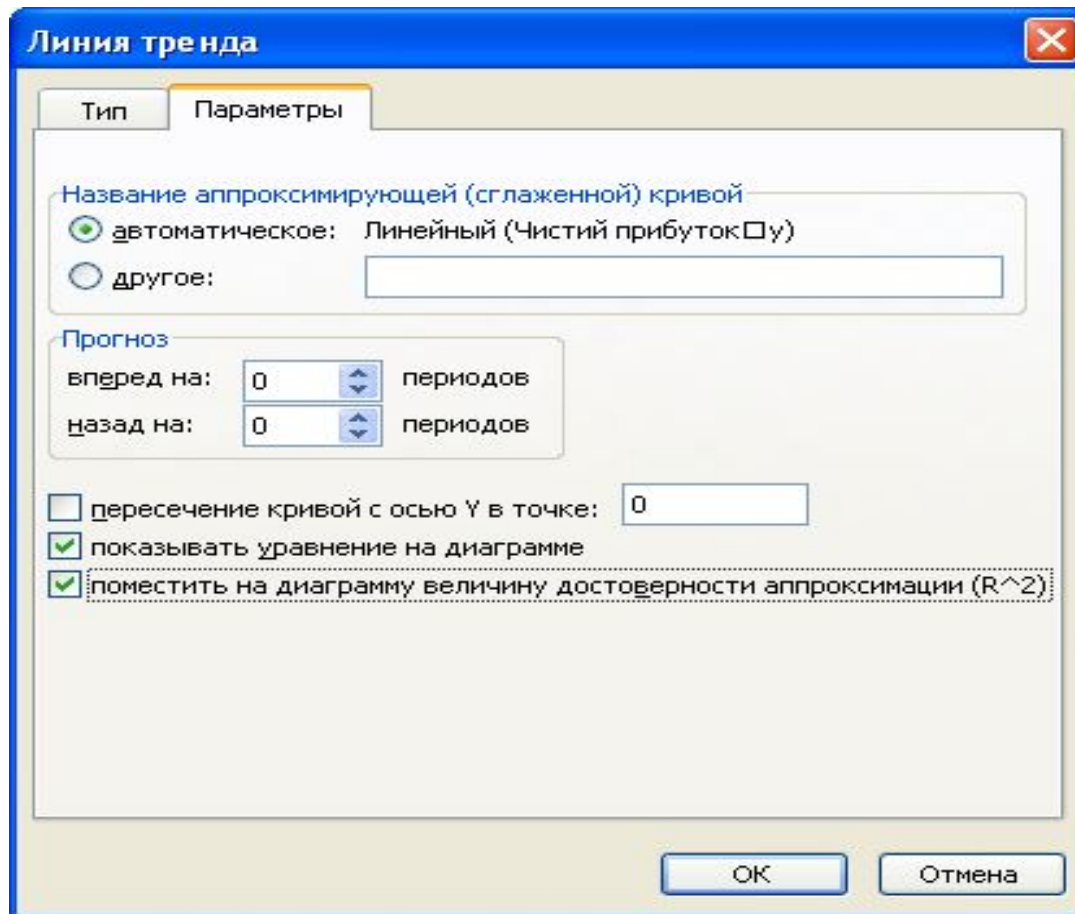 Линия тренда
Тип Параметры
Название аппроксимирующей (сглаженной) кривой
автоматическое: Линейный (Чистий прибуток□y)
другое:
Прогноз
вперед на: 0 периодов
назад на: 0 периодов
пересечение кривой с осью Y в точке: 0
показывать уравнение на диаграмме
поместить на диаграмму величину достоверности аппроксимации (R^2)
ОК Отмена